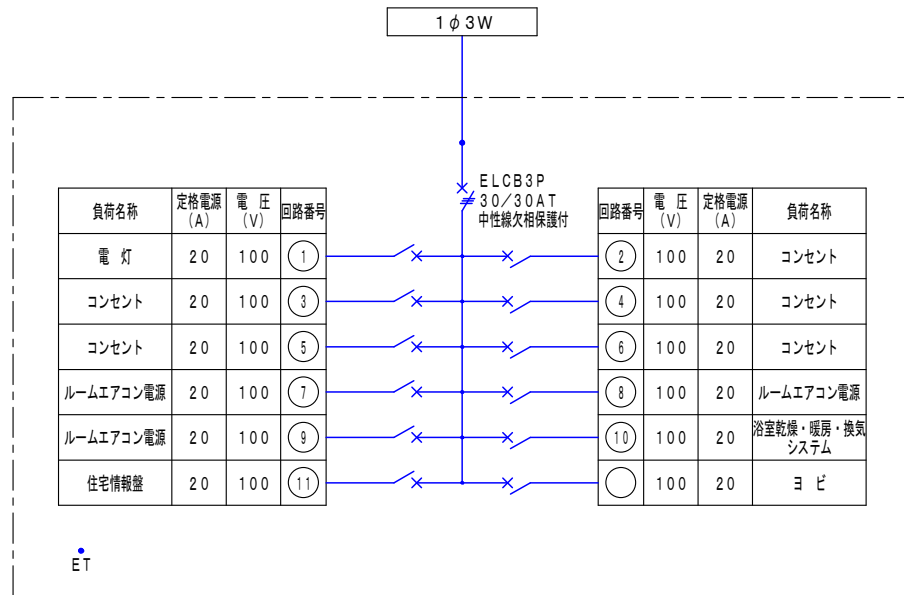 1φ3W
ELCB3P
30/30AT
中性線欠相保護付
負荷名称 定格電源(A) 電 圧(V) 回路番号
電 灯 20 100 1
コンセント 20 100 3
コンセント 20 100 5
ルームエアコン電源 20 100 7
ルームエアコン電源 20 100 9
住宅情報盤 20 100 11
回路番号 電 圧(V) 定格電源(A) 負荷名称
2 100 20 コンセント
4 100 20 コンセント
6 100 20 コンセント
8 100 20 ルームエアコン電源
10 100 20 浴室乾燥・暖房・換気
システム
100 20 ヨ ビ
ET